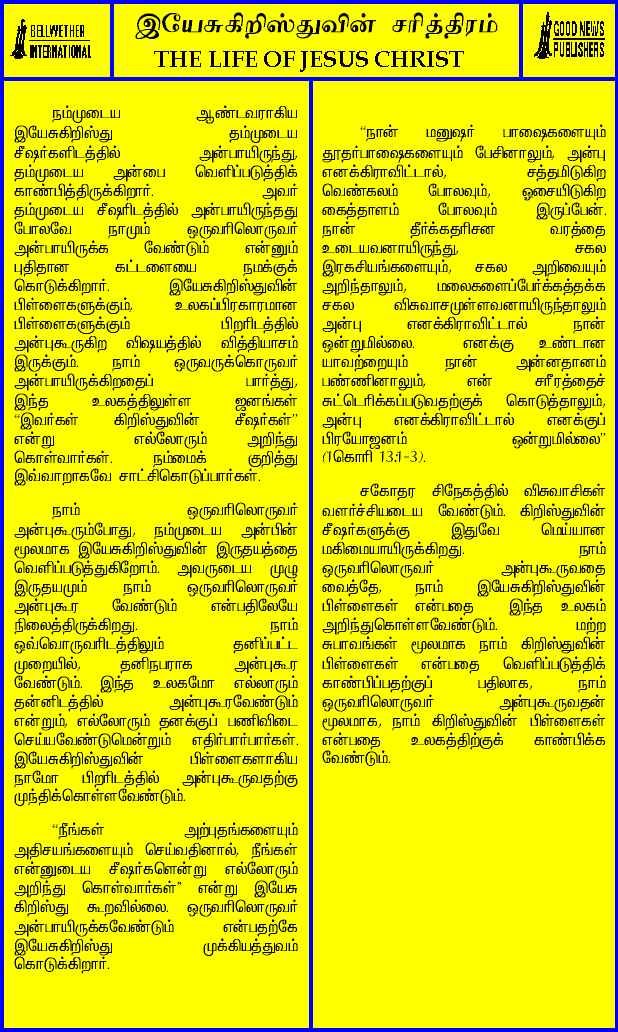 BELLWETHER
INTERNATIONAL
இயேசுகிறிஸ்துவின் சரித்திரம்
THE LIFE OF JESUS CHRIST
GOOD NEWS
PUBLISHERS
நம்முடைய ஆண்டவராகிய
இயேசுகிறிஸ்து தம்முடைய
சீஷர்களிடத்தில் அன்பாயிருந்து,
தம்முடைய அன்பை வெளிப்படுத்திக்
காண்பித்திருக்கிறார். அவர்
தம்முடைய சீஷரிடத்தில் அன்பாயிருந்தது
போலவே நாமும் ஒருவரிலொருவர்
அன்பாயிருக்க வேண்டும் என்னும்
புதிதான கட்டளையை நமக்குக்
கொடுக்கிறார். இயேசுகிறிஸ்துவின்
பிள்ளைகளுக்கும், உலகப்பிரகாரமான
பிள்ளைகளுக்கும் பிறரிடத்தில்
அன்புகூருகிற விஷயத்தில் வித்தியாசம்
இருக்கும். நாம் ஒருவருக்கொருவர்
அன்பாயிருக்கிறதைப் பார்த்து,
இந்த உலகத்திலுள்ள ஜனங்கள்
“இவர்கள் கிறிஸ்துவின் சீஷர்கள்”
என்று எல்லோரும் அறிந்து
கொள்வார்கள். நம்மைக் குறித்து
இவ்வாறாகவே சாட்சிகொடுப்பார்கள்.
நாம் ஒருவரிலொருவர்
அன்புகூரும்போது, நம்முடைய அன்பின்
மூலமாக இயேசுகிறிஸ்துவின் இருதயத்தை
வெளிப்படுத்துகிறோம். அவருடைய முழு
இருதயமும் நாம் ஒருவரிலொருவர்
அன்புகூர வேண்டும் என்பதிலேயே
நிலைத்திருக்கிறது. நாம்
ஒவ்வொருவரிடத்திலும் தனிப்பட்ட
முறையில், தனிநபராக அன்புகூர
வேண்டும். இந்த உலகமோ எல்லாரும்
தன்னிடத்தில் அன்புகூரவேண்டும்
என்றும், எல்லோரும் தனக்குப் பணிவிடை
செய்யவேண்டுமென்றும் எதிர்பார்பார்கள்.
இயேசுகிறிஸ்துவின் பிள்ளைகளாகிய
நாமோ பிறரிடத்தில் அன்புகூருவதற்கு
முந்திக்கொள்ளவேண்டும்.
“நீங்கள் அற்புதங்களையும்
அதிசயங்களையும் செய்வதினால், நீங்கள்
என்னுடைய சீஷர்களென்று எல்லோரும்
அறிந்து கொள்வார்கள்” என்று இயேசு
கிறிஸ்து கூறவில்லை. ஒருவரிலொருவர்
அன்பாயிருக்கவேண்டும் என்பதற்கே
இயேசுகிறிஸ்து முக்கியத்துவம்
கொடுக்கிறார்.
“நான் மனுஷர் பாஷைகளையும்
தூதர்பாஷைகளையும் பேசினாலும், அன்பு
எனக்கிராவிட்டால், சத்தமிடுகிற
வெண்கலம் போலவும், ஓசையிடுகிற
கைத்தாளம் போலவும் இருப்பேன்.
நான் தீர்க்கதரிசன வரத்தை
உடையவனாயிருந்து, சகல
இரகசியங்களையும், சகல அறிவையும்
அறிந்தாலும், மலைகளைப்பேர்க்கத்தக்க
சகல விசுவாசமுள்ளவனாயிருந்தாலும்
அன்பு எனக்கிராவிட்டால் நான்
ஒன்றுமில்லை. எனக்கு உண்டான
யாவற்றையும் நான் அன்னதானம்
பண்ணினாலும், என் சரீரத்தைச்
சுட்டெரிக்கப்படுவதற்குக் கொடுத்தாலும்,
அன்பு எனக்கிராவிட்டால் எனக்குப்
பிரயோஜனம் ஒன்றுமில்லை”
(1கொரி 13:1-3).
சகோதர சிநேகத்தில் விசுவாசிகள்
வளர்ச்சியடைய வேண்டும். கிறிஸ்துவின்
சீஷர்களுக்கு இதுவே மெய்யான
மகிமையாயிருக்கிறது. நாம்
ஒருவரிலொருவர் அன்புகூருவதை
வைத்தே, நாம் இயேசுகிறிஸ்துவின்
பிள்ளைகள் என்பதை இந்த உலகம்
அறிந்துகொள்ளவேண்டும். மற்ற
சுபாவங்கள் மூலமாக நாம் கிறிஸ்துவின்
பிள்ளைகள் என்பதை வெளிப்படுத்திக்
காண்பிப்பதற்குப் பதிலாக, நாம்
ஒருவரிலொருவர் அன்புகூருவதன்
மூலமாக, நாம் கிறிஸ்துவின் பிள்ளைகள்
என்பதை உலகத்திற்குக் காண்பிக்க
வேண்டும்.